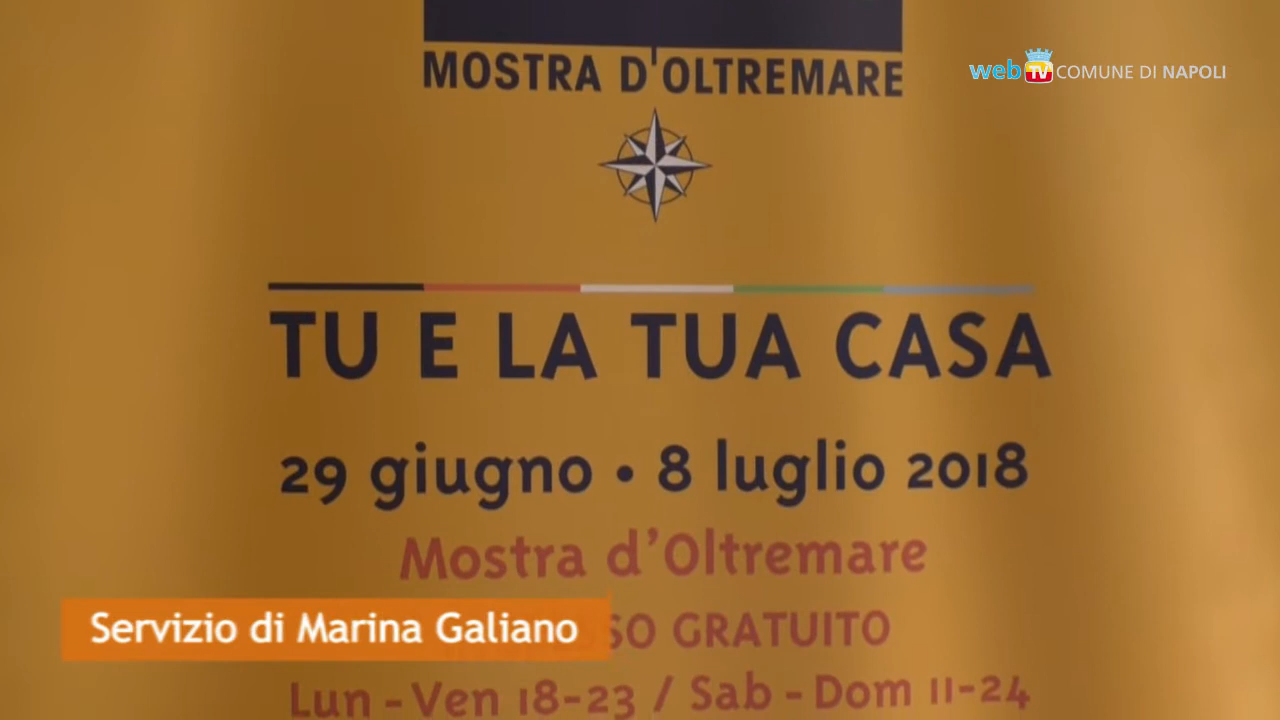 MOSTRA D'OLTREMARE
web TV COMUNE DI NAPOLI
TU E LA TUA CASA
29 giugno • 8 luglio 2018
Mostra d'Oltremare
SO GRATUITO
Servizio di Marina Galiano
Lun - Ven 18-23 / Sab - Dom 11-24